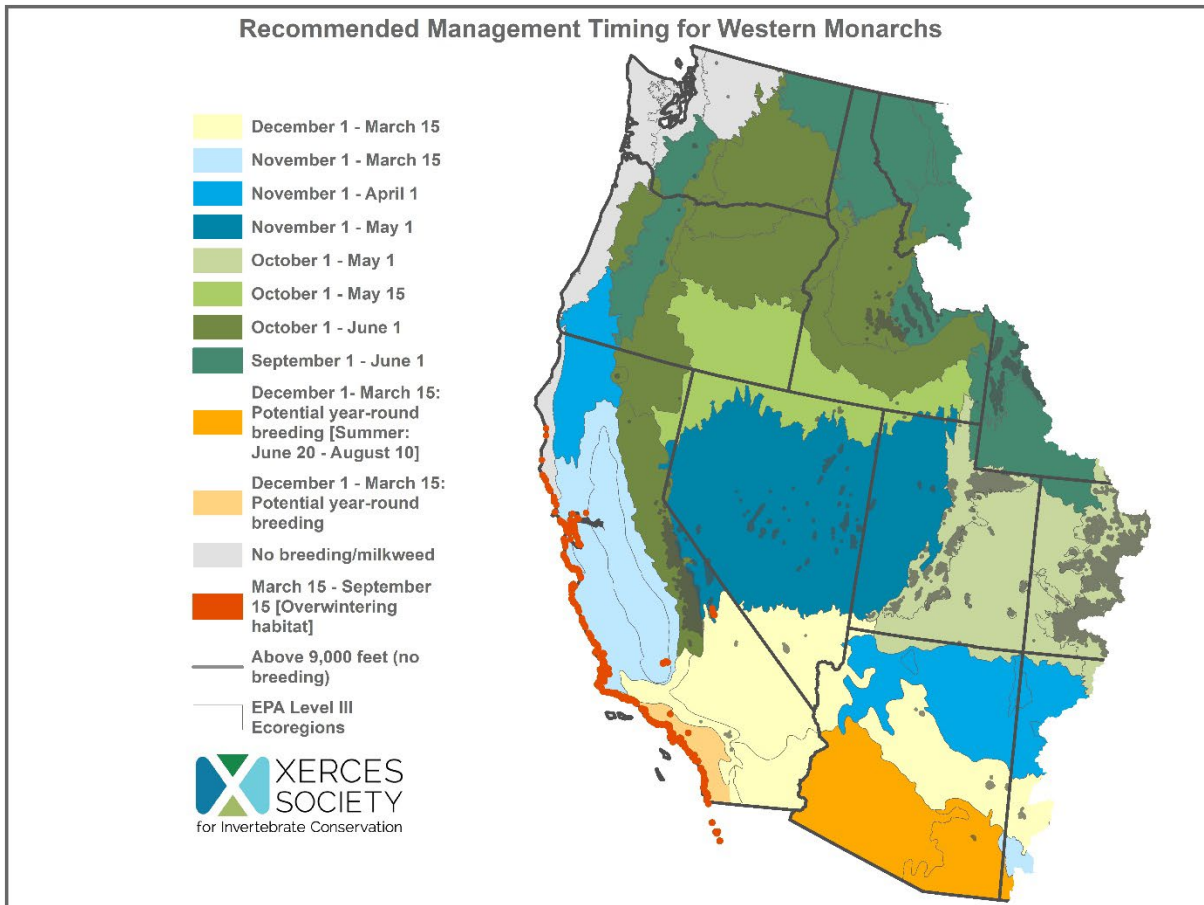 Recommended Management Timing for Western Monarchs
December 1 - March 15
November 1 - March 15
November 1 - April 1
November 1 - May 1
October 1 - May 1
October 1 - May 15
October 1 - June 1
September 1 - June 1
December 1- March 15:
Potential year-round
breeding [Summer:
June 20 - August 10]
December 1 - March 15:
Potential year-round
breeding
No breeding/milkweed
March 15 - September
15 [Overwintering
habitat]
Above 9,000 feet (no
breeding)
EPA Level III
Ecoregions
XERCES
SOCIETY
for Invertebrate Conservation